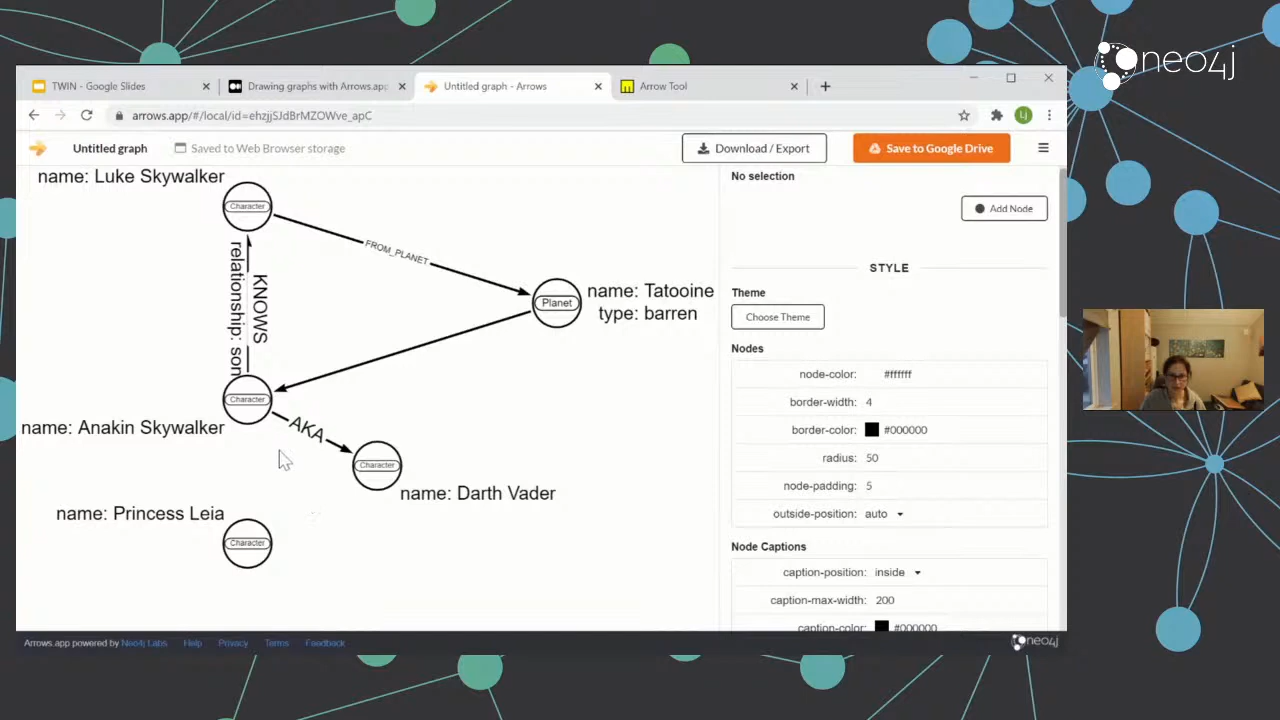 neo4j
TWIN - Google Slides
Drawing graphs with Arrows.app
Untitled graph - Arrows
Arrow Tool
arrows.app/#/local/id=ehzjjSJdBrMZOWve_apC
LJ
Untitled graph
Saved to Web Browser storage
Download / Export
Save to Google Drive
No selection
Add Node
STYLE
Theme
Choose Theme
Nodes
node-color: #ffffff
border-width: 4
border-color: #000000
radius: 50
node-padding: 5
outside-position: auto
Node Captions
caption-position: inside
caption-max-width: 200
caption-color: #000000
name: Luke Skywalker
Character
FROM_PLANET
KNOWS
relationship: son
Planet
name: Tatooine
type: barren
Character
name: Anakin Skywalker
AKA
Character
name: Darth Vader
name: Princess Leia
Character
Arrows.app powered by Neo4j Labs
Help
Privacy
Terms
Feedback
neo4j